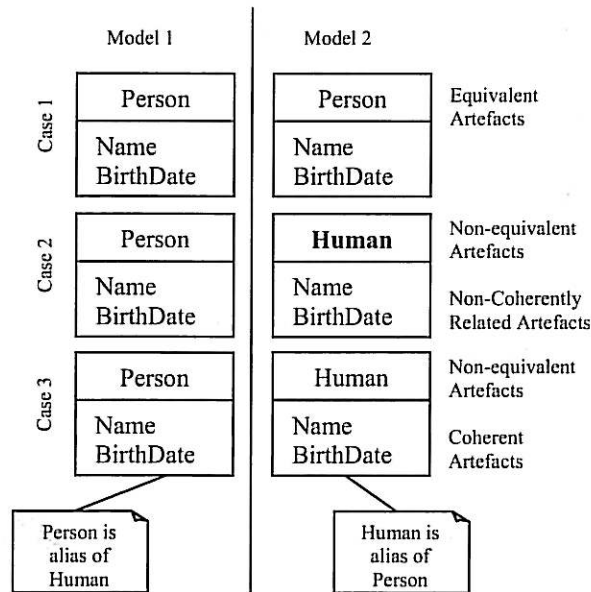 Model 1
Model 2
Case 1
Person
Name
BirthDate
Person
Name
BirthDate
Equivalent
Artefacts
Case 2
Person
Name
BirthDate
Human
Name
BirthDate
Non-equivalent
Artefacts
Non-Coherently
Related Artefacts
Case 3
Person
Name
BirthDate
Human
Name
BirthDate
Non-equivalent
Artefacts
Coherent
Artefacts
Person is
alias of
Human
Human is
alias of
Person